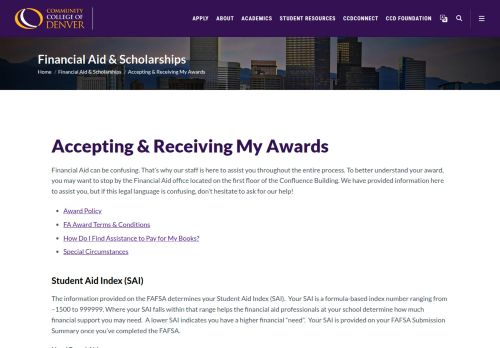 COMMUNITY
COLLEGE OF
DENVER
APPLY ABOUT ACADEMICS STUDENT RESOURCES CCDCONNECT CCD FOUNDATION
Financial Aid & Scholarships
Home / Financial Aid & Scholarships / Accepting & Receiving My Awards
Accepting & Receiving My Awards
Financial Aid can be confusing. That's why our staff is here to assist you throughout the entire process. To better understand your award,
you may want to stop by the Financial Aid office located on the first floor of the Confluence Building. We have provided information here
to assist you, but if this legal language is confusing, don't hesitate to ask for our help!
Award Policy
FA Award Terms & Conditions
How Do I Find Assistance to Pay for My Books?
Special Circumstances
Student Aid Index (SAI)
The information provided on the FAFSA determines your Student Aid Index (SAI). Your SAI is a formula-based index number ranging from
–1500 to 999999. Where your SAI falls within that range helps the financial aid professionals at your school determine how much
financial support you may need. A lower SAI indicates you have a higher financial "need". Your SAI is provided on your FAFSA Submission
Summary once you've completed the FAFSA.